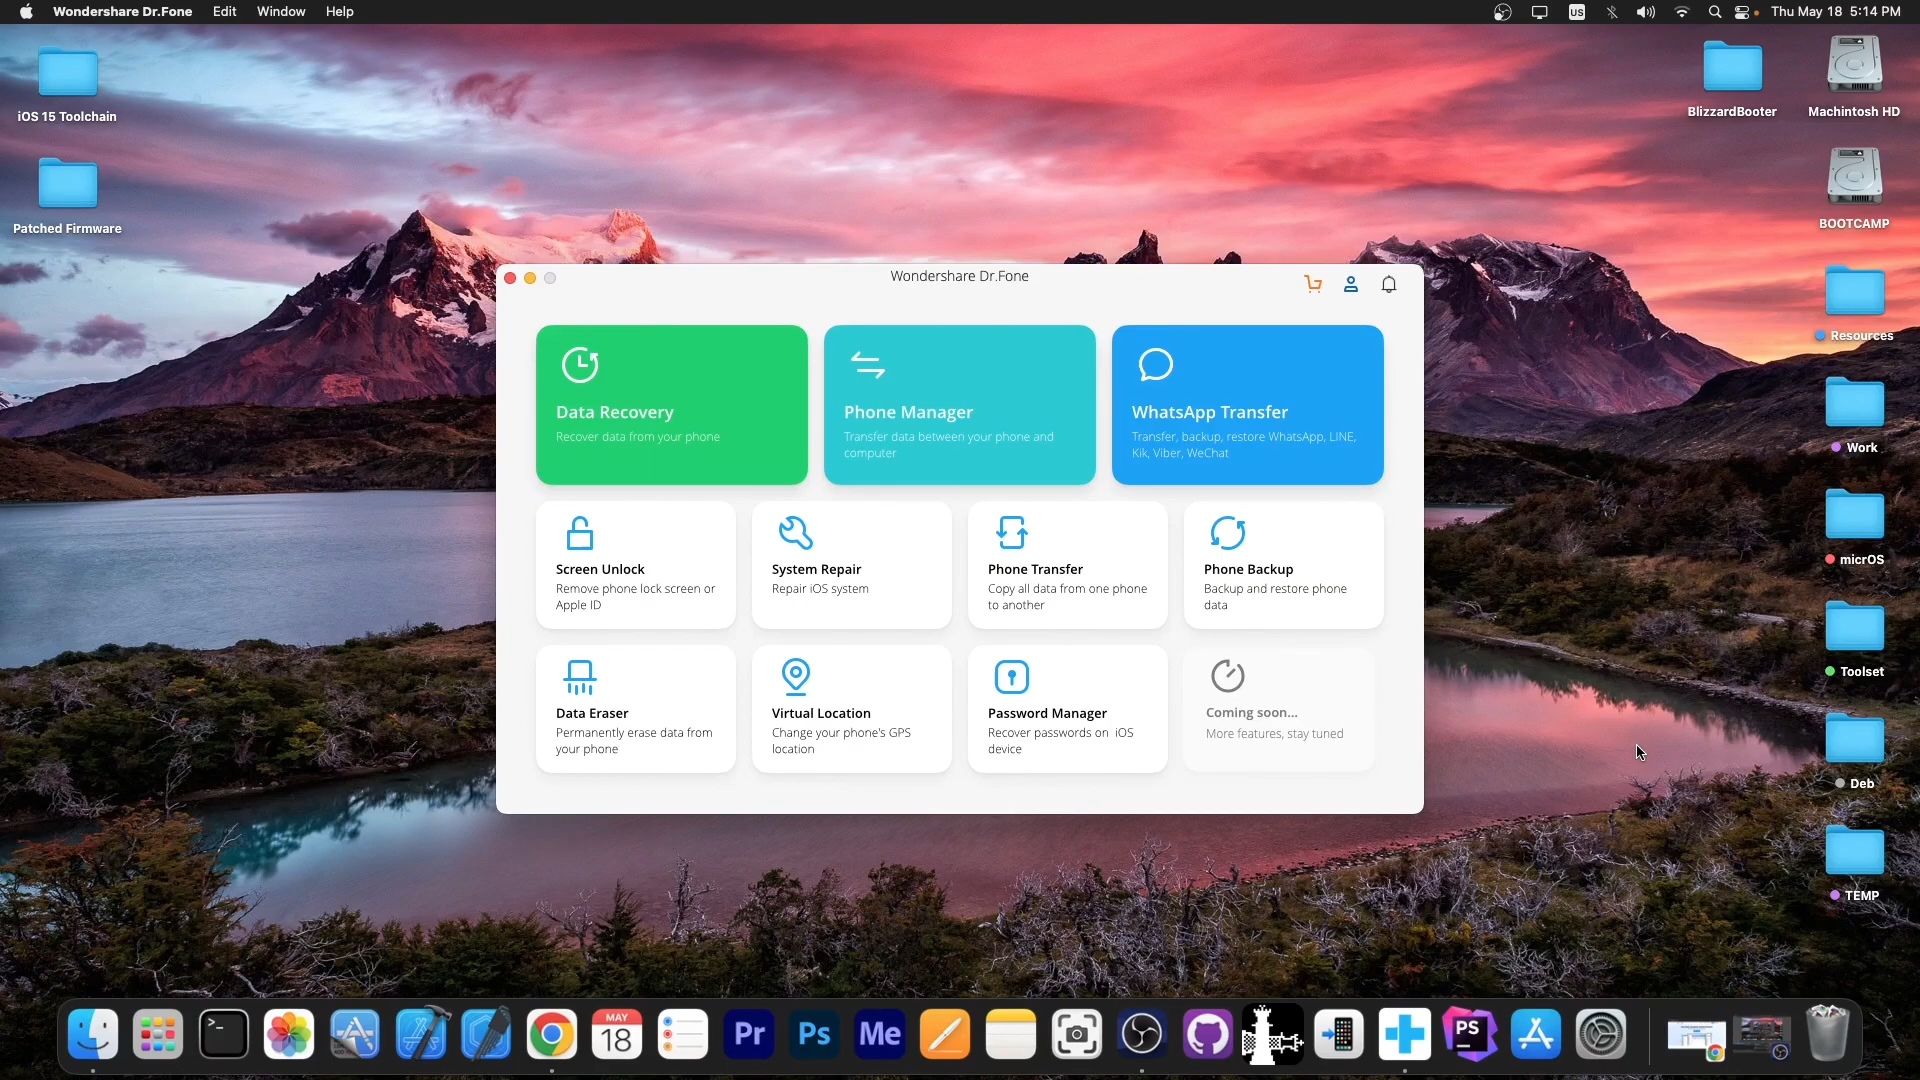 Wondershare Dr.Fone Edit Window Help
US Thu May 18 5:14 PM
iOS 15 Toolchain
Patched Firmware
BlizzardBooter
Machintosh HD
BOOTCAMP
Resources
Work
micrOS
Toolset
Deb
TEMP
Wondershare Dr.Fone
Data Recovery
Recover data from your phone
Phone Manager
Transfer data between your phone and
computer
WhatsApp Transfer
Transfer, backup, restore WhatsApp, LINE,
Kik, Viber, WeChat
Screen Unlock
Remove phone lock screen or
Apple ID
System Repair
Repair iOS system
Phone Transfer
Copy all data from one phone
to another
Phone Backup
Backup and restore phone
data
Data Eraser
Permanently erase data from
your phone
Virtual Location
Change your phone's GPS
location
Password Manager
Recover passwords on iOS
device
Coming soon...
More features, stay tuned
>_
MAY
18
Pr
Ps
Me
PS